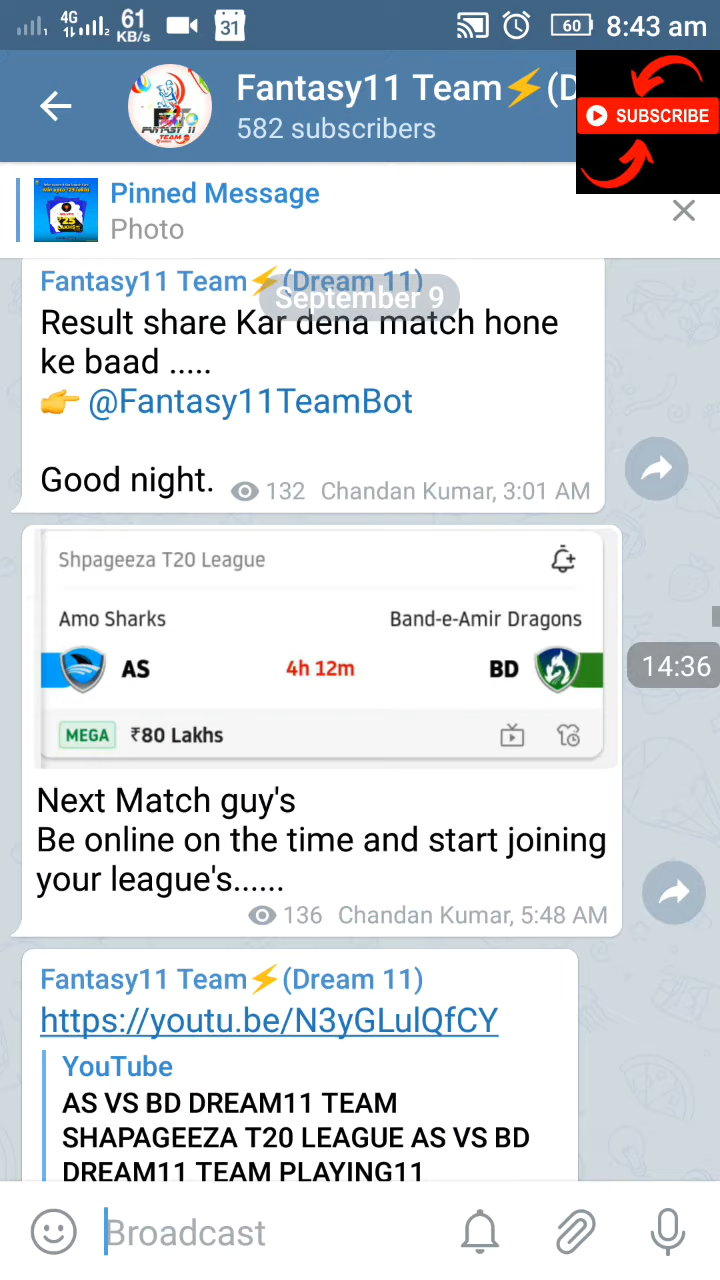 4G 61 KB/s 31 60 8:43 am
Fantasy11 Team⚡(D
582 subscribers
SUBSCRIBE
Pinned Message
Photo
Fantasy11 Team⚡(Dream 11)
September 9
Result share Kar dena match hone
ke baad .....
👉 @Fantasy11TeamBot
Good night. 132 Chandan Kumar, 3:01 AM
Shpageeza T20 League
Amo Sharks Band-e-Amir Dragons
AS 4h 12m BD
14:36
MEGA ₹80 Lakhs
Next Match guy's
Be online on the time and start joining
your league's......
136 Chandan Kumar, 5:48 AM
Fantasy11 Team⚡(Dream 11)
https://youtu.be/N3yGLulQfCY
YouTube
AS VS BD DREAM11 TEAM
SHAPAGEEZA T20 LEAGUE AS VS BD
DREAM11 TEAM PLAYING11
Broadcast